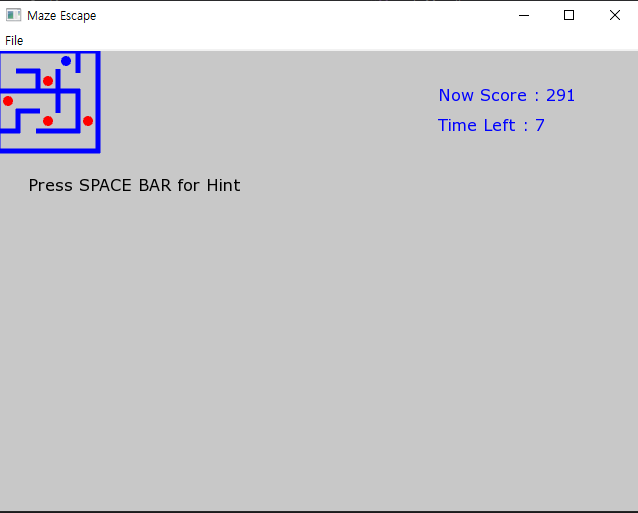 Maze Escape
File
Now Score : 291
Time Left : 7
Press SPACE BAR for Hint